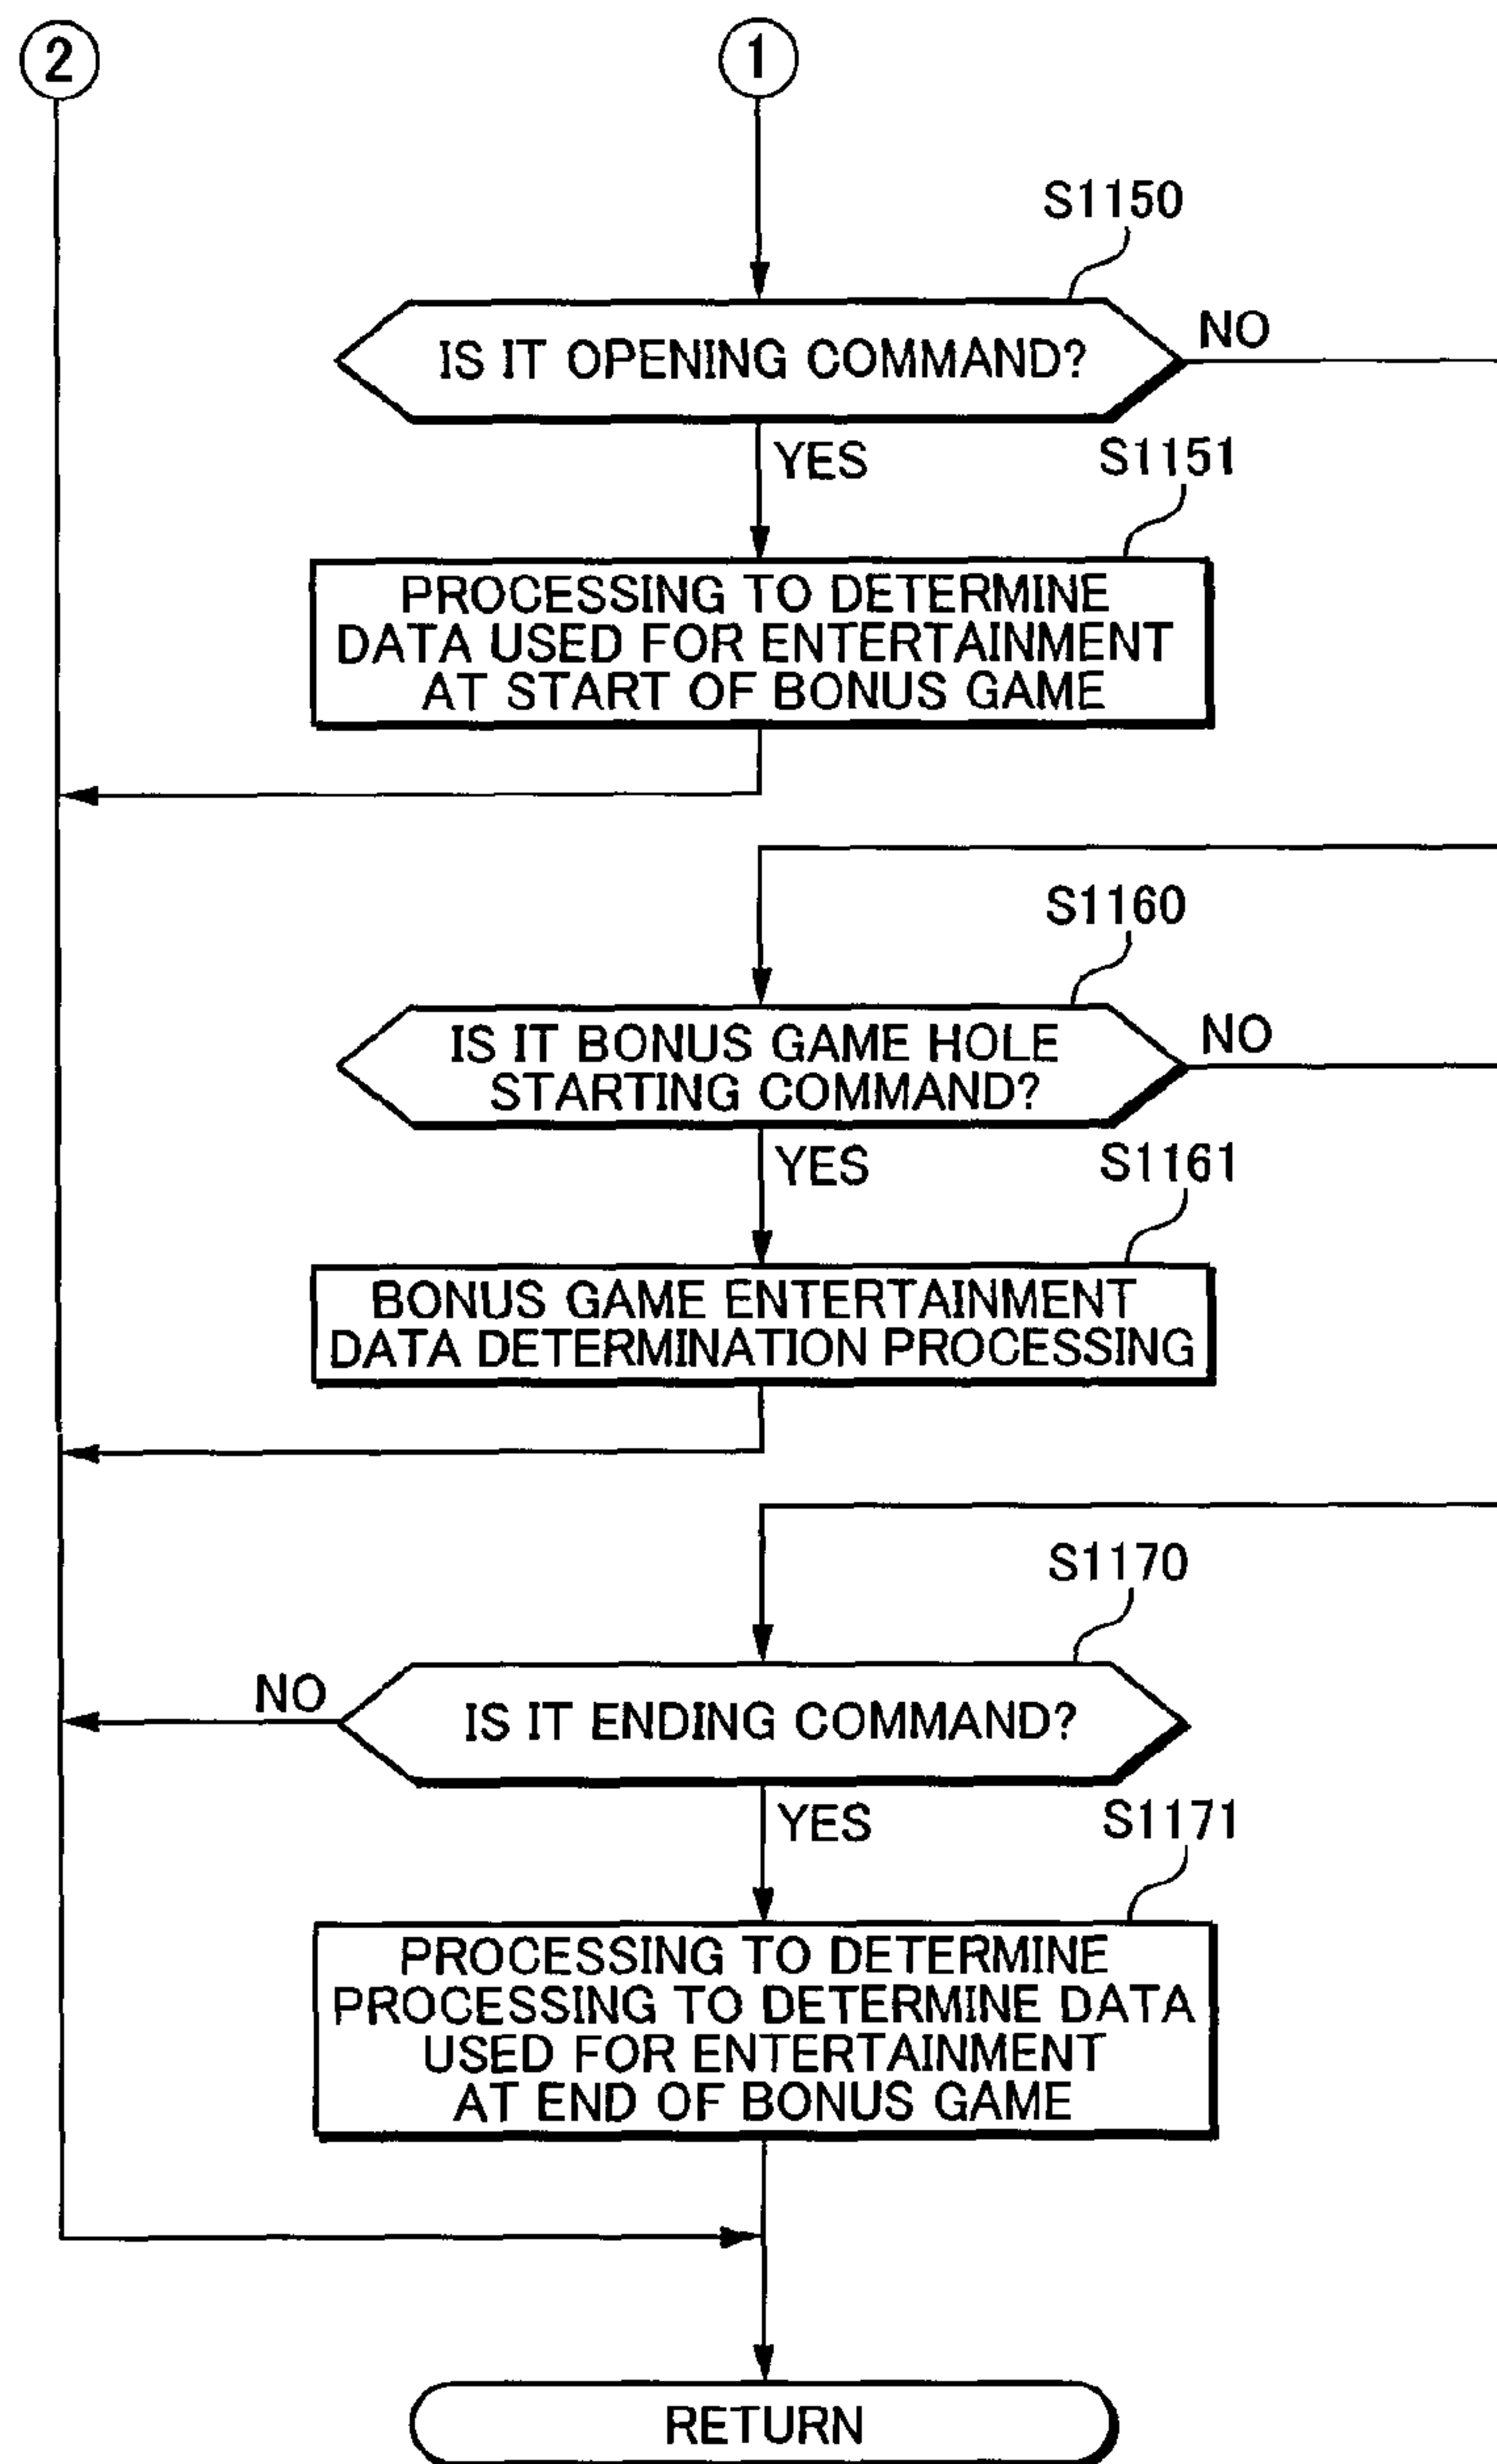 2
1
S1150
IS IT OPENING COMMAND?
NO
YES
S1151
PROCESSING TO DETERMINE
DATA USED FOR ENTERTAINMENT
AT START OF BONUS GAME
S1160
IS IT BONUS GAME HOLE
STARTING COMMAND?
NO
YES
S1161
BONUS GAME ENTERTAINMENT
DATA DETERMINATION PROCESSING
S1170
NO
IS IT ENDING COMMAND?
YES
S1171
PROCESSING TO DETERMINE
PROCESSING TO DETERMINE DATA
USED FOR ENTERTAINMENT
AT END OF BONUS GAME
RETURN